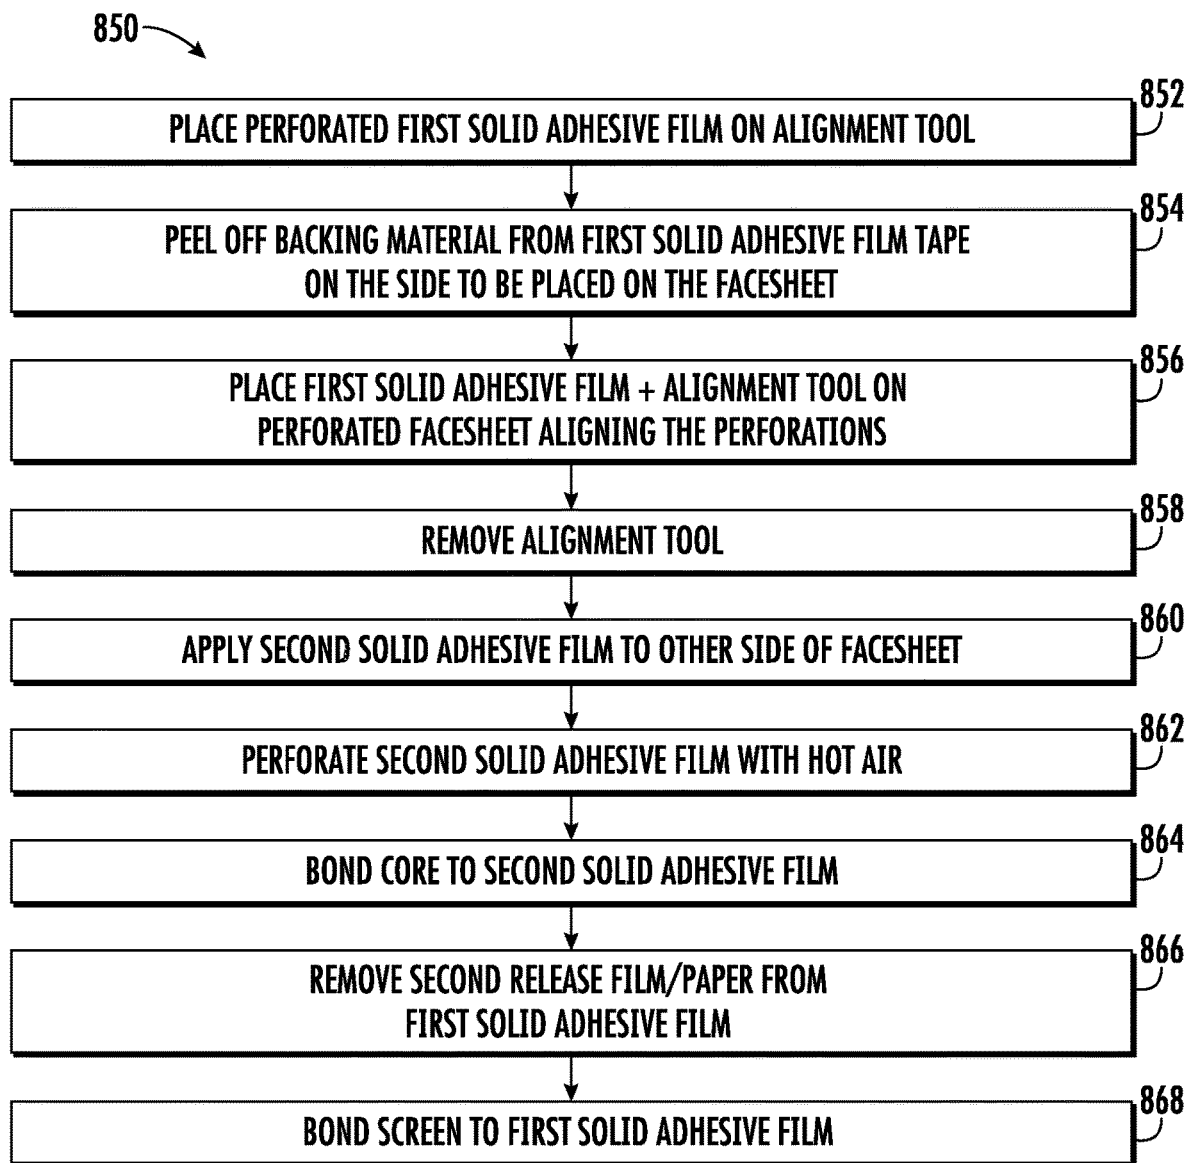 850
852
PLACE PERFORATED FIRST SOLID ADHESIVE FILM ON ALIGNMENT TOOL
854
PEEL OFF BACKING MATERIAL FROM FIRST SOLID ADHESIVE FILM TAPE
ON THE SIDE TO BE PLACED ON THE FACESHEET
856
PLACE FIRST SOLID ADHESIVE FILM + ALIGNMENT TOOL ON
PERFORATED FACESHEET ALIGNING THE PERFORATIONS
858
REMOVE ALIGNMENT TOOL
860
APPLY SECOND SOLID ADHESIVE FILM TO OTHER SIDE OF FACESHEET
862
PERFORATE SECOND SOLID ADHESIVE FILM WITH HOT AIR
864
BOND CORE TO SECOND SOLID ADHESIVE FILM
866
REMOVE SECOND RELEASE FILM/PAPER FROM
FIRST SOLID ADHESIVE FILM
868
BOND SCREEN TO FIRST SOLID ADHESIVE FILM